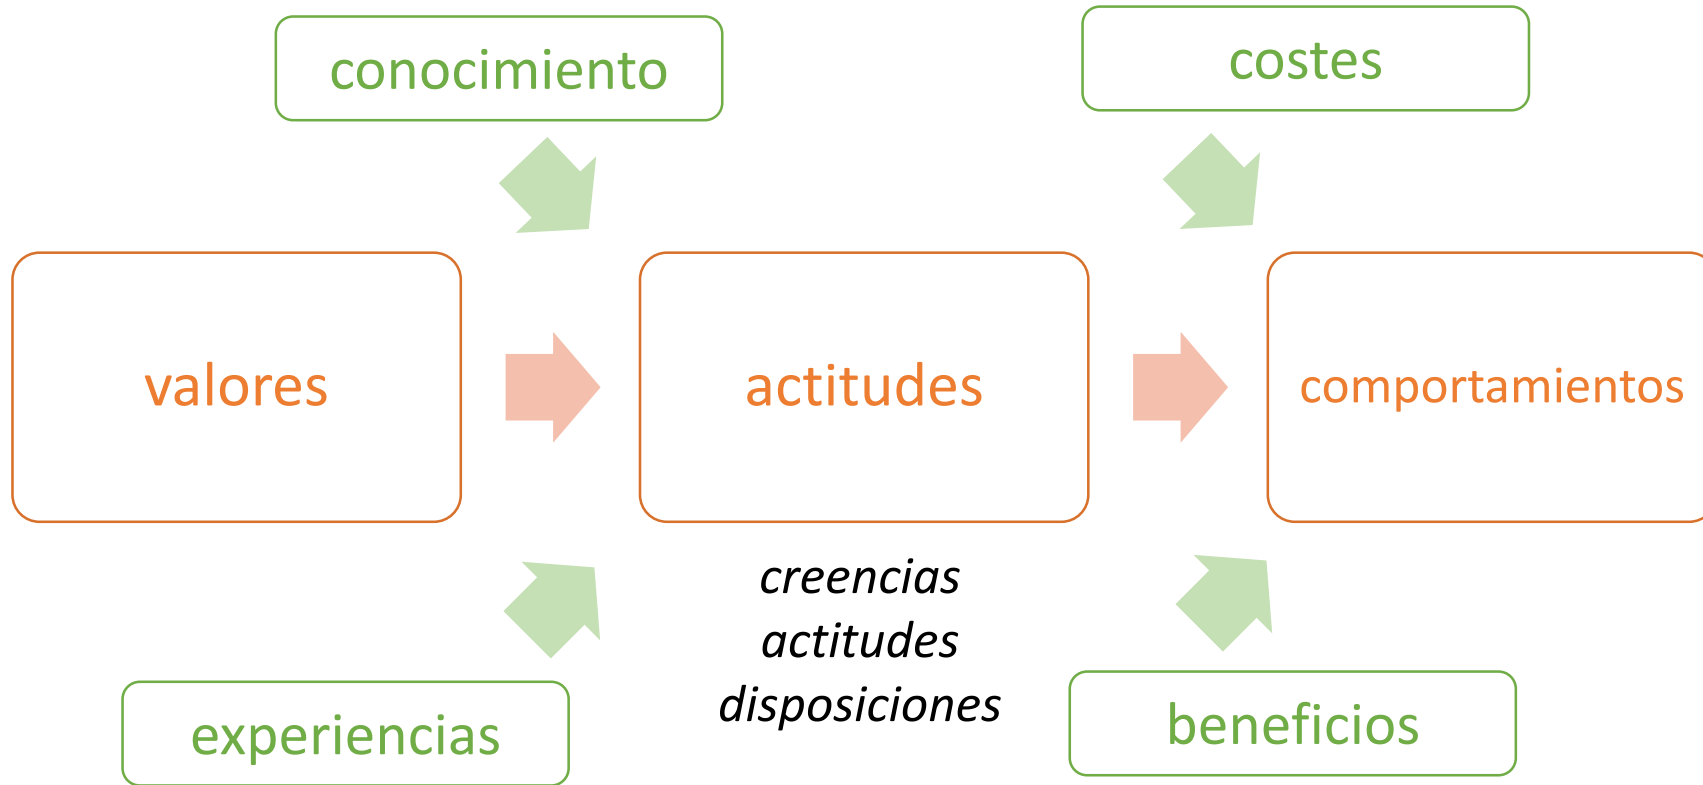 conocimiento
costes
valores
actitudes
comportamientos
creencias
actitudes
disposiciones
experiencias
beneficios